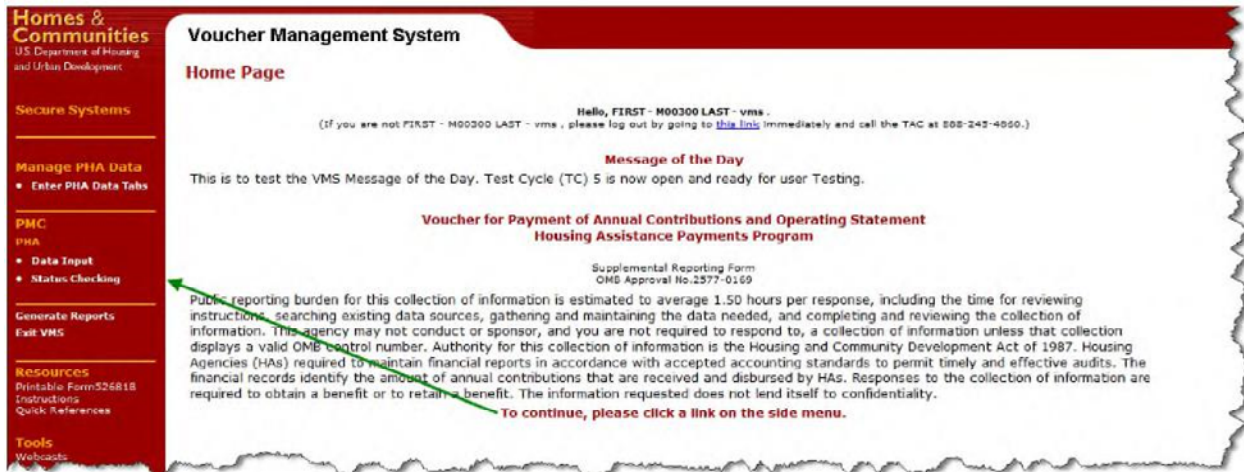 Homes &
Communities
U.S. Department of Housing
and Urban Development
Secure Systems
Manage PHA Data
• Enter PHA Data Tabs
PMC
PHA
• Data Input
• Status Checking
Generate Reports
Exit VMS
Resources
Printable Form526818
Instructions
Quick References
Tools
Webcasts
Voucher Management System
Home Page
Hello, FIRST - M00300 LAST - vms .
(If you are not FIRST - M00300 LAST - vms , please log out by going to this link immediately and call the TAC at 888-245-4860.)
Message of the Day
This is to test the VMS Message of the Day. Test Cycle (TC) 5 is now open and ready for user Testing.
Voucher for Payment of Annual Contributions and Operating Statement
Housing Assistance Payments Program
Supplemental Reporting Form
OMB Approval No.2577-0169
Public reporting burden for this collection of information is estimated to average 1.50 hours per response, including the time for reviewing
instructions, searching existing data sources, gathering and maintaining the data needed, and completing and reviewing the collection of
information. This agency may not conduct or sponsor, and you are not required to respond to, a collection of information unless that collection
displays a valid OMB control number. Authority for this collection of information is the Housing and Community Development Act of 1987. Housing
Agencies (HAs) required to maintain financial reports in accordance with accepted accounting standards to permit timely and effective audits. The
financial records identify the amount of annual contributions that are received and disbursed by HAs. Responses to the collection of information are
required to obtain a benefit or to retain a benefit. The information requested does not lend itself to confidentiality.
To continue, please click a link on the side menu.